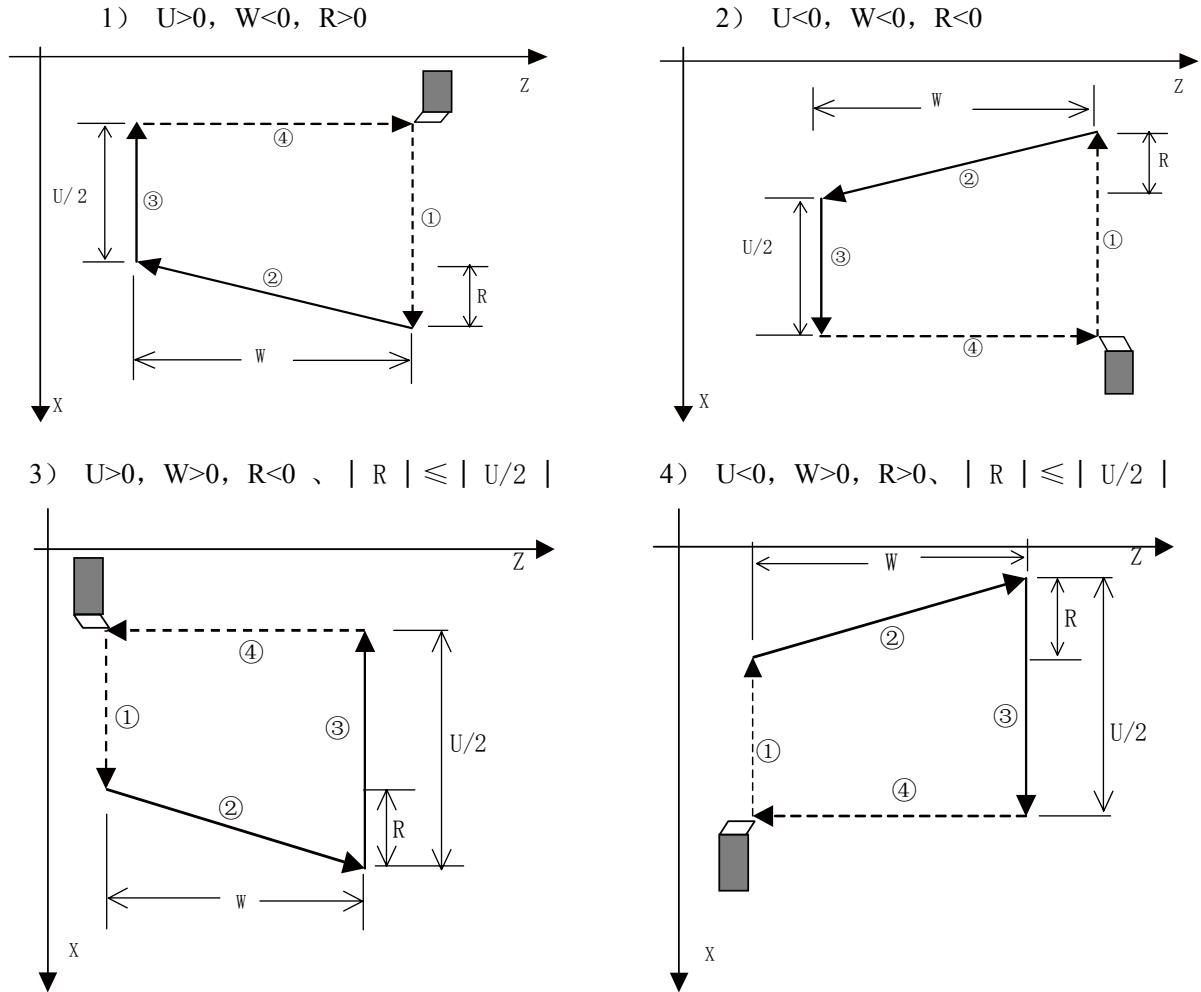 1） U>0，W<0，R>0
Z
④
U/2
③
①
②
R
W
X
2） U<0，W<0，R<0
Z
W
R
②
U/2
①
③
④
X
3） U>0，W>0，R<0 、｜R｜≤｜U/2｜
Z
④
①
③
U/2
②
R
W
X
4） U<0，W>0，R>0、｜R｜≤｜U/2｜
W
Z
R
②
③
U/2
①
④
X